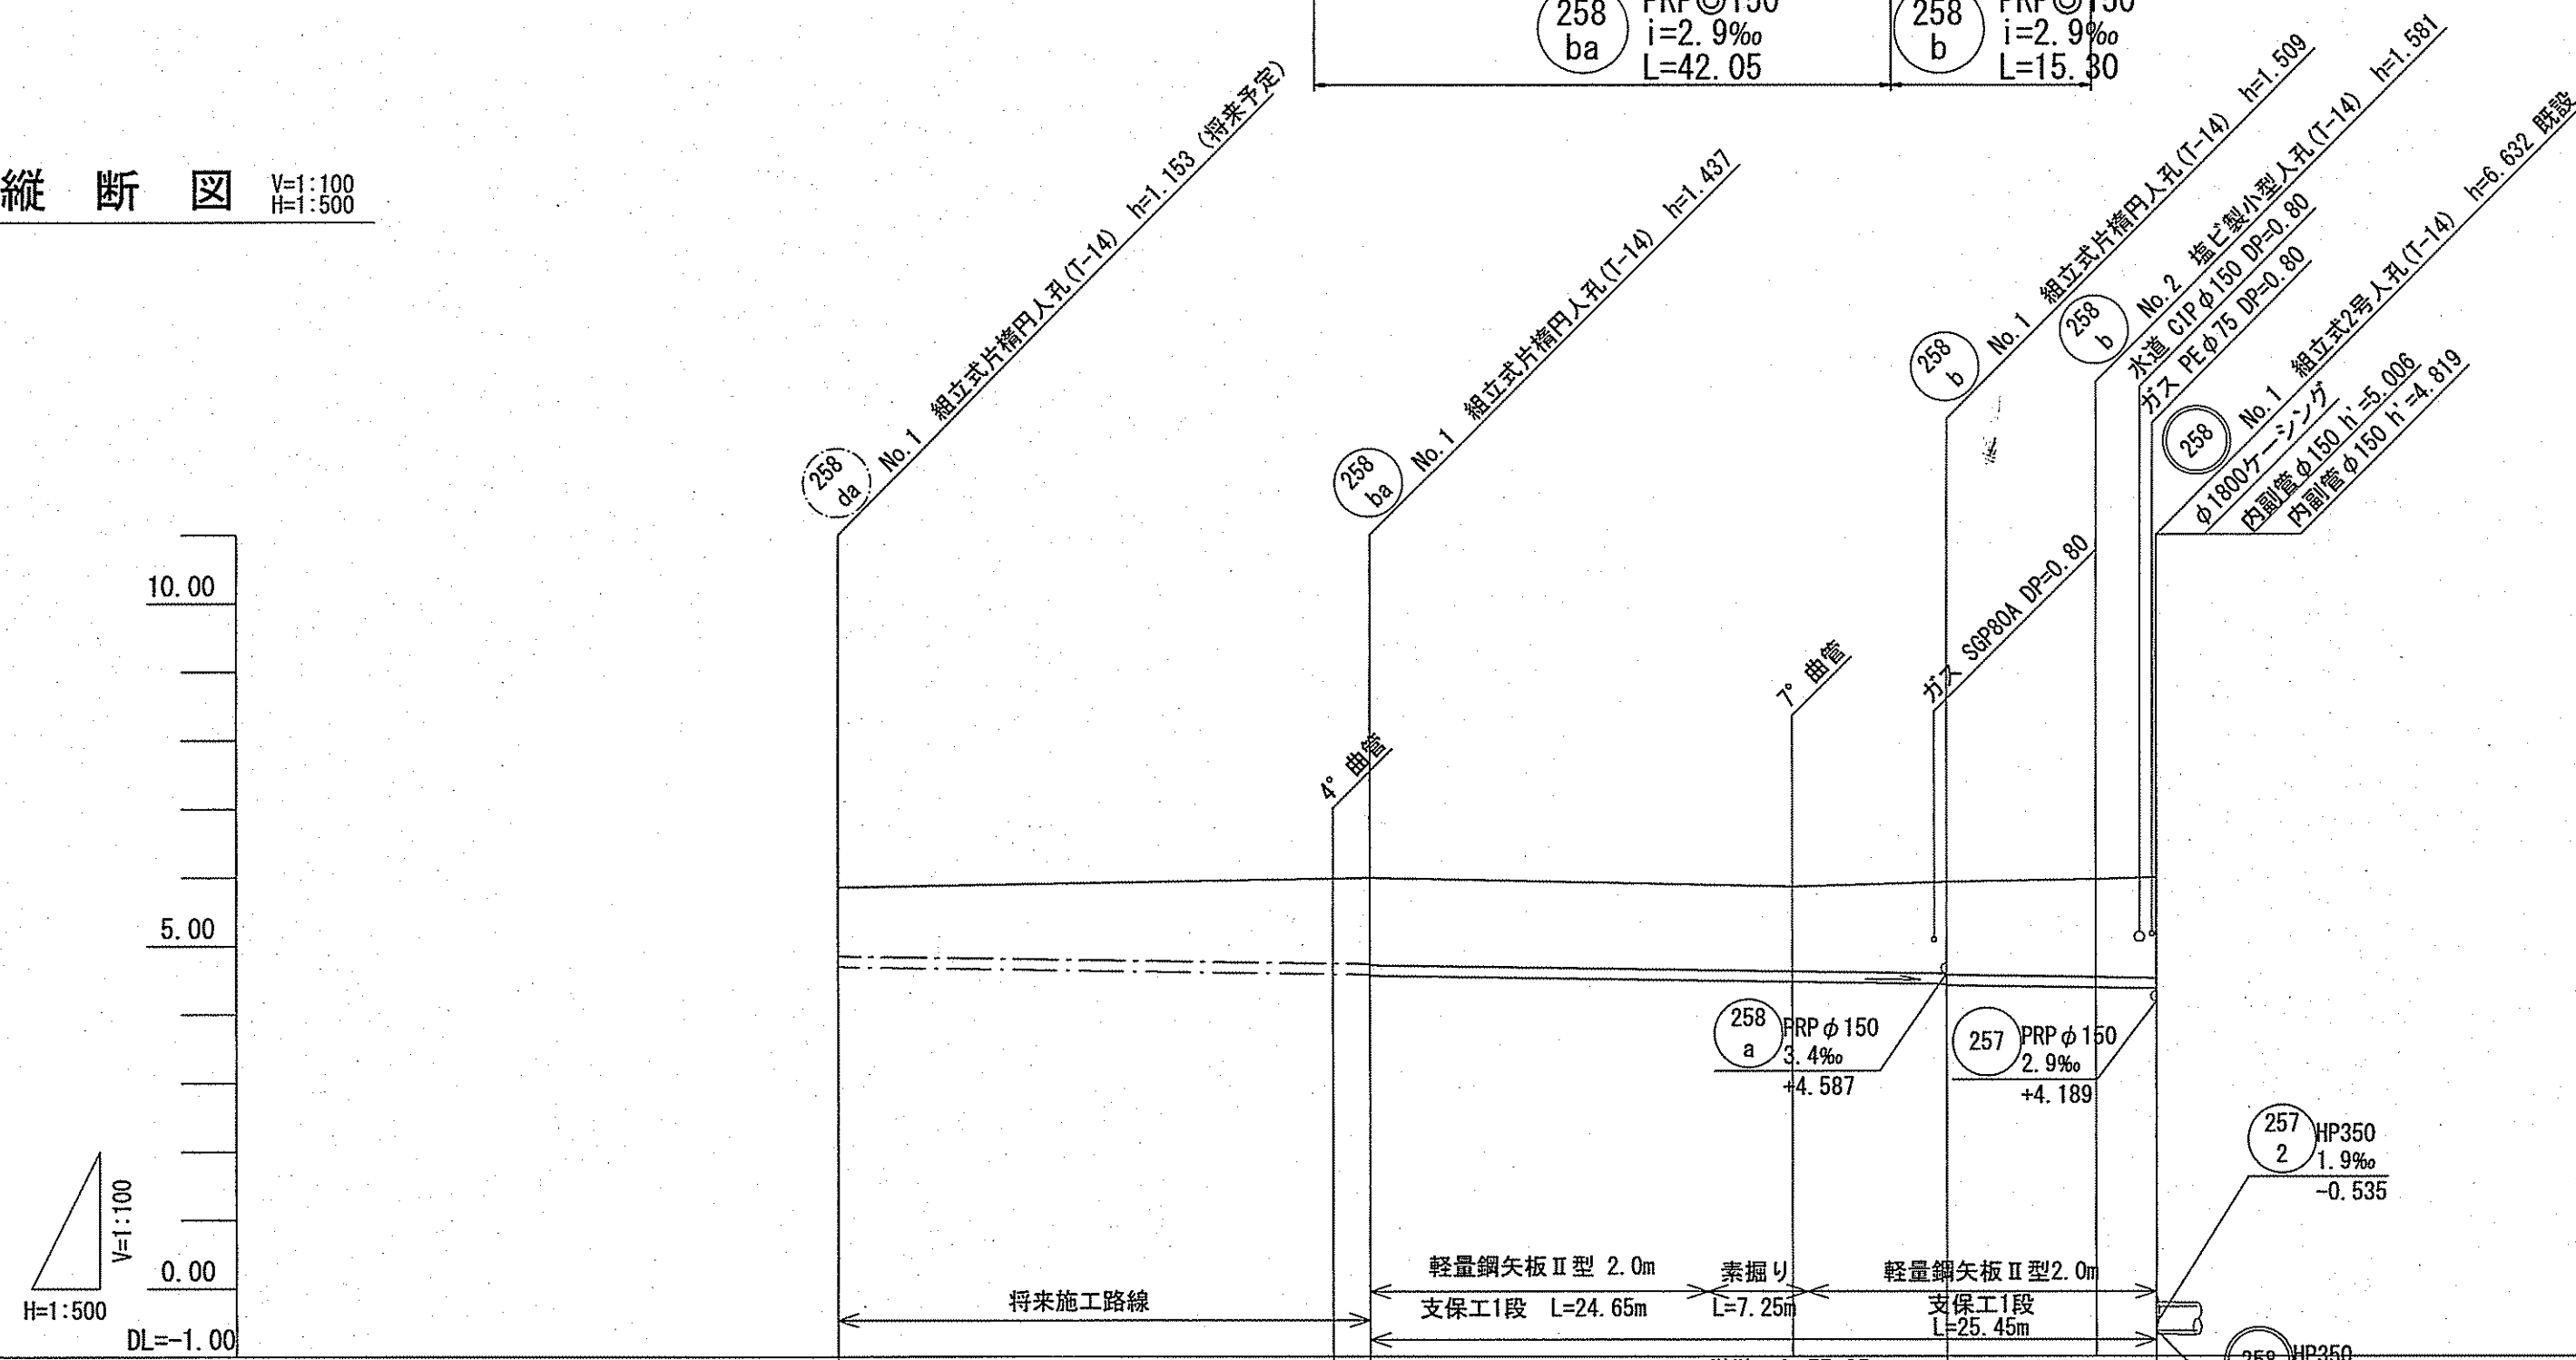 258
ba
PRP◎150
i=2.9‰
L=42.05
258
b
PRP◎150
i=2.9‰
L=15.30
縦 断 図
V=1:100
H=1:500
258
da
No.1 組立式片楕円人孔(T-14) h=1.153 (将来予定)
258
ba
No.1 組立式片楕円人孔(T-14) h=1.437
258
b
No.1 組立式片楕円人孔(T-14) h=1.509
258
b
No.2 塩ビ製小型人孔(T-14) h=1.581
水道 CIPφ150 DP=0.80
ガス PEφ75 DP=0.80
258
No.1 組立式2号人孔(T-14) h=6.632 既設
φ1800ケーシング
内副管φ150 h'=5.006
内副管φ150 h'=4.819
ガス SGP80A DP=0.80
7° 曲管
4° 曲管
10.00
5.00
0.00
DL=-1.00
V=1:100
H=1:500
258
a
PRPφ150
3.4‰
+4.587
257
PRPφ150
2.9‰
+4.189
257
2
HP350
1.9‰
-0.535
将来施工路線
軽量鋼矢板Ⅱ型 2.0m
支保工1段 L=24.65m
素掘り
L=7.25m
軽量鋼矢板Ⅱ型2.0m
支保工1段
L=25.45m
258
HP350